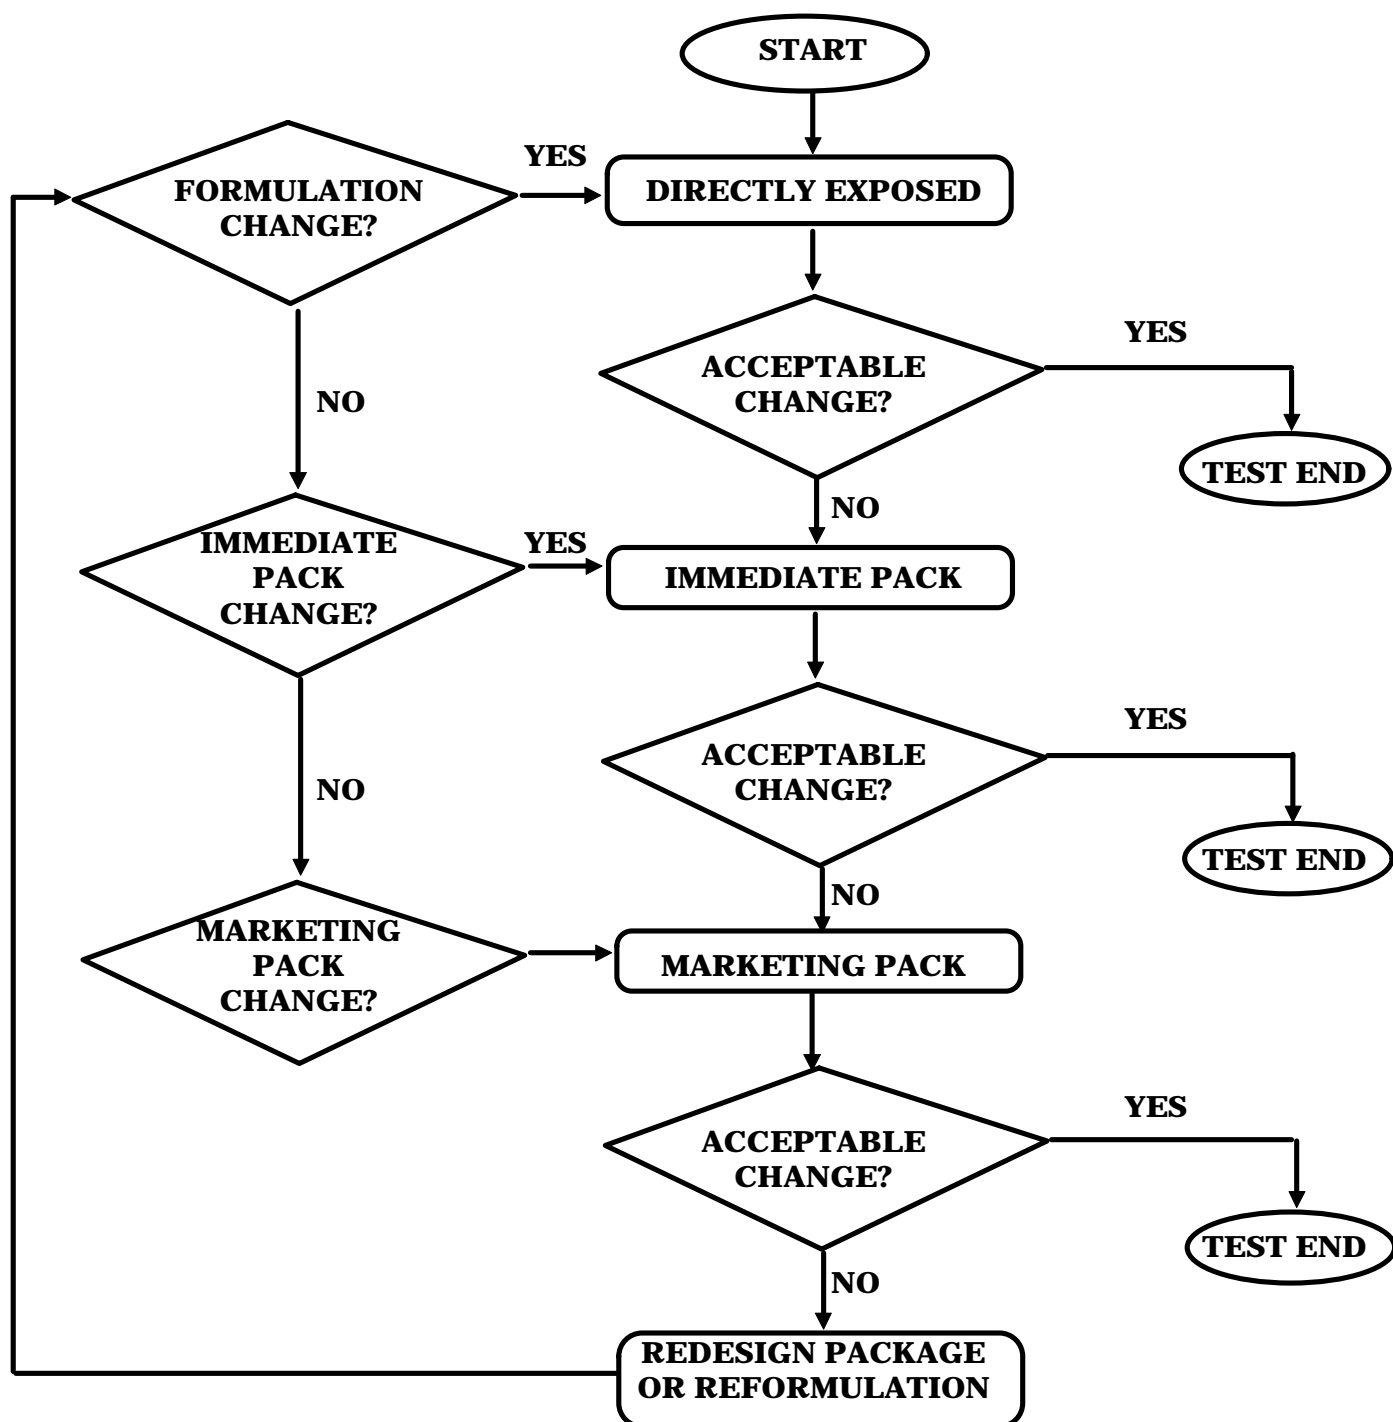 START
YES
FORMULATION
CHANGE?
DIRECTLY EXPOSED
YES
ACCEPTABLE
CHANGE?
NO
TEST END
NO
IMMEDIATE
PACK
CHANGE?
YES
IMMEDIATE PACK
YES
ACCEPTABLE
CHANGE?
NO
TEST END
NO
MARKETING
PACK
CHANGE?
MARKETING PACK
YES
ACCEPTABLE
CHANGE?
TEST END
NO
REDESIGN PACKAGE
OR REFORMULATION